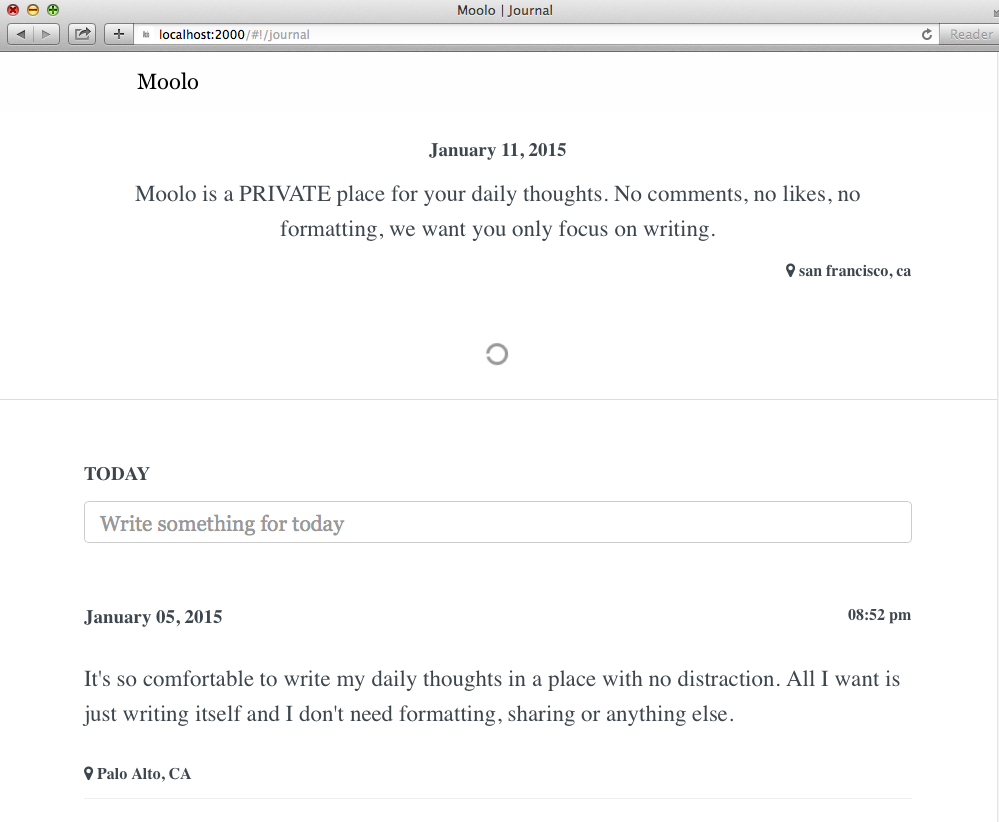 Moolo | Journal
localhost:2000/#!/journal
Reader
Moolo
January 11, 2015
Moolo is a PRIVATE place for your daily thoughts. No comments, no likes, no
formatting, we want you only focus on writing.
san francisco, ca
TODAY
Write something for today
January 05, 2015
08:52 pm
It's so comfortable to write my daily thoughts in a place with no distraction. All I want is
just writing itself and I don't need formatting, sharing or anything else.
Palo Alto, CA